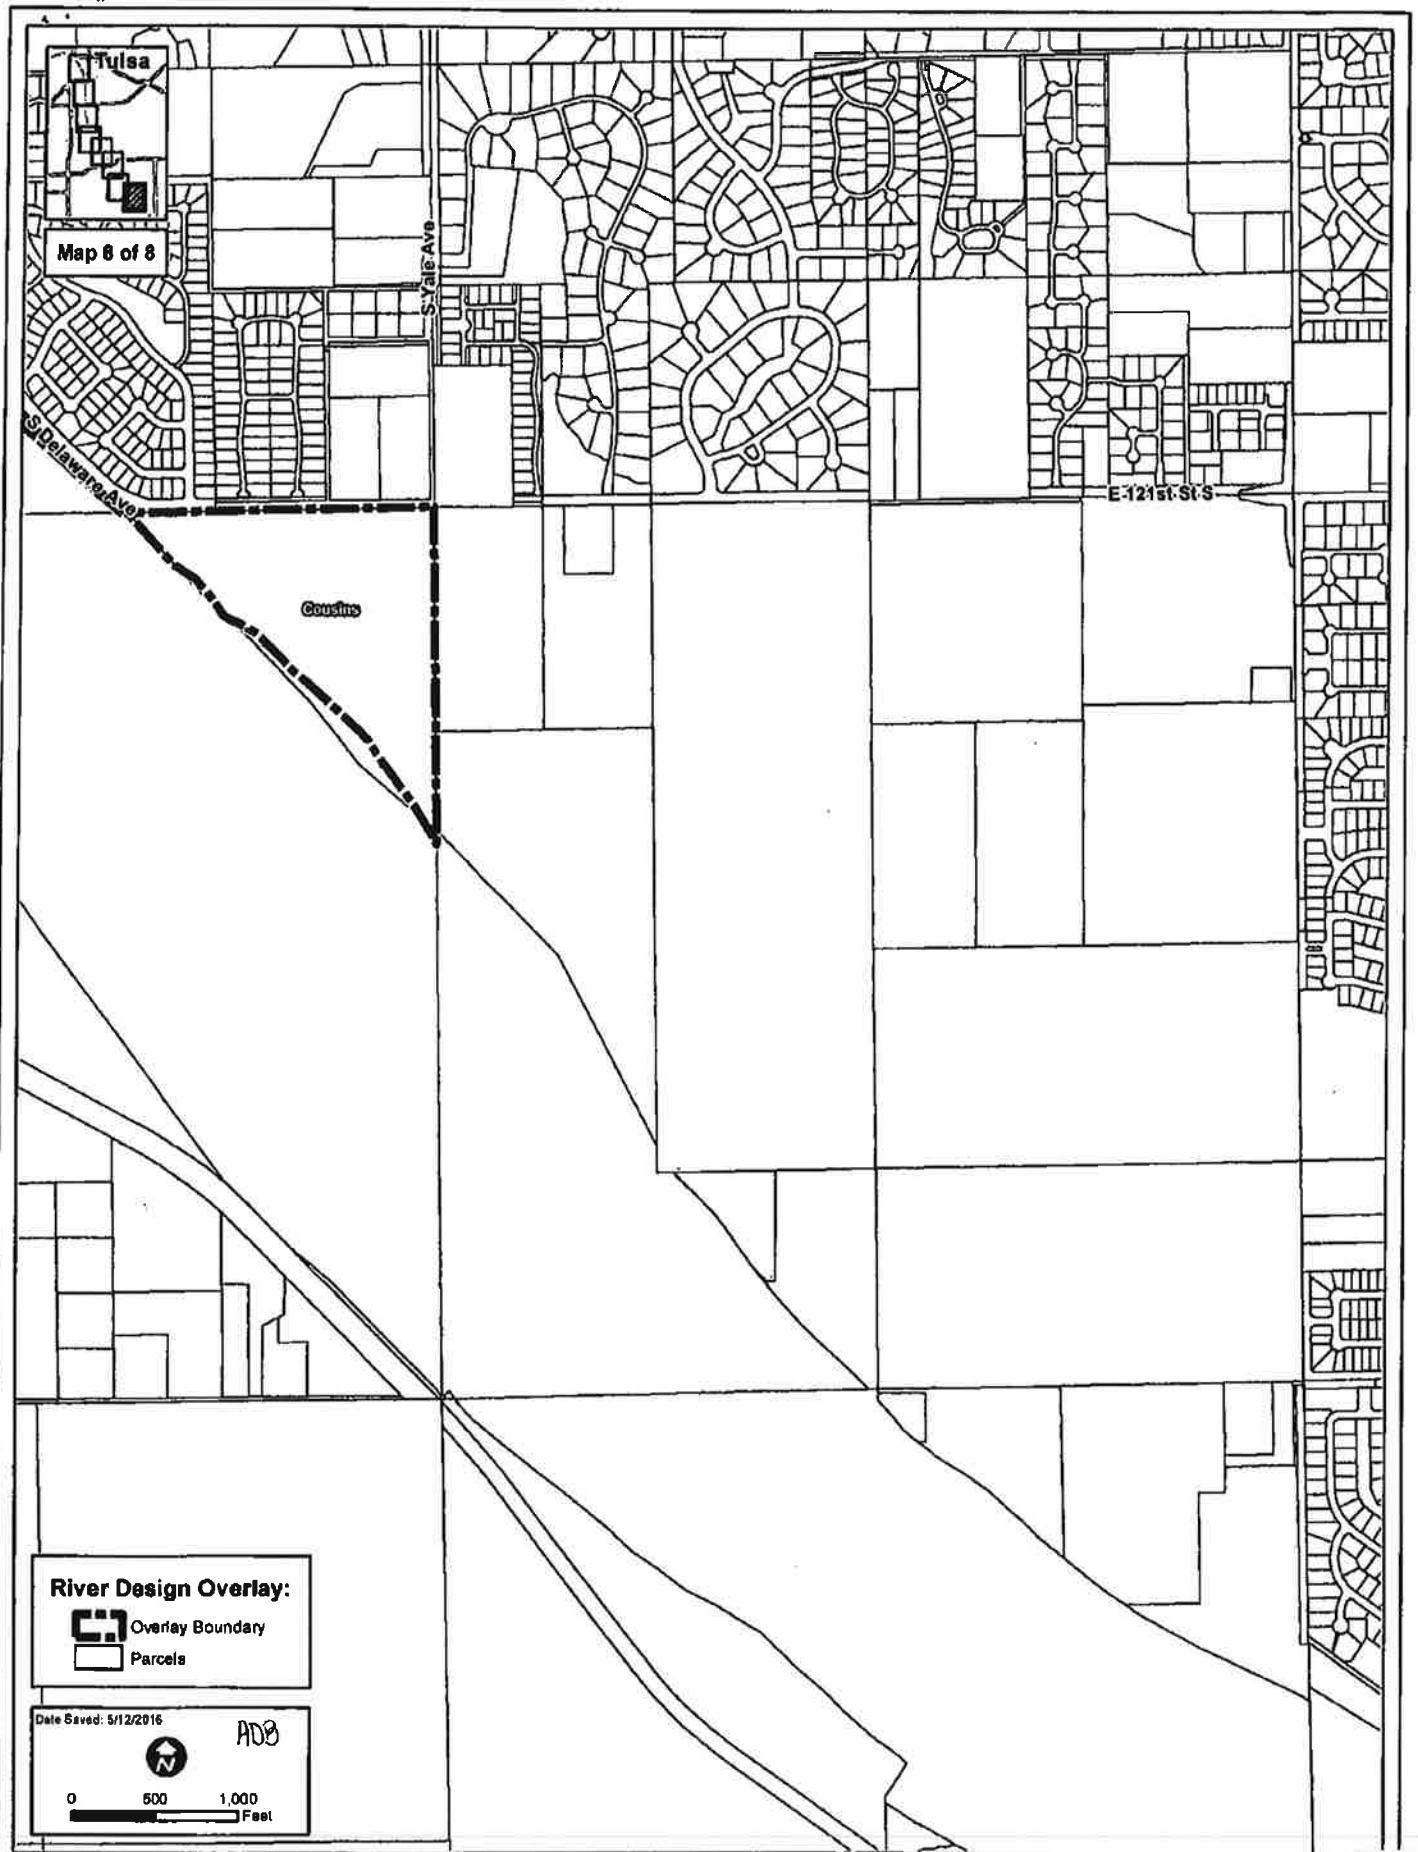 Tulsa
Map 8 of 8
S Yale Ave
S Delaware Ave
E 121st St S
Cousins
River Design Overlay:
Overlay Boundary
Parcels
Date Saved: 5/12/2016
ADB
N
0 500 1,000
Feet